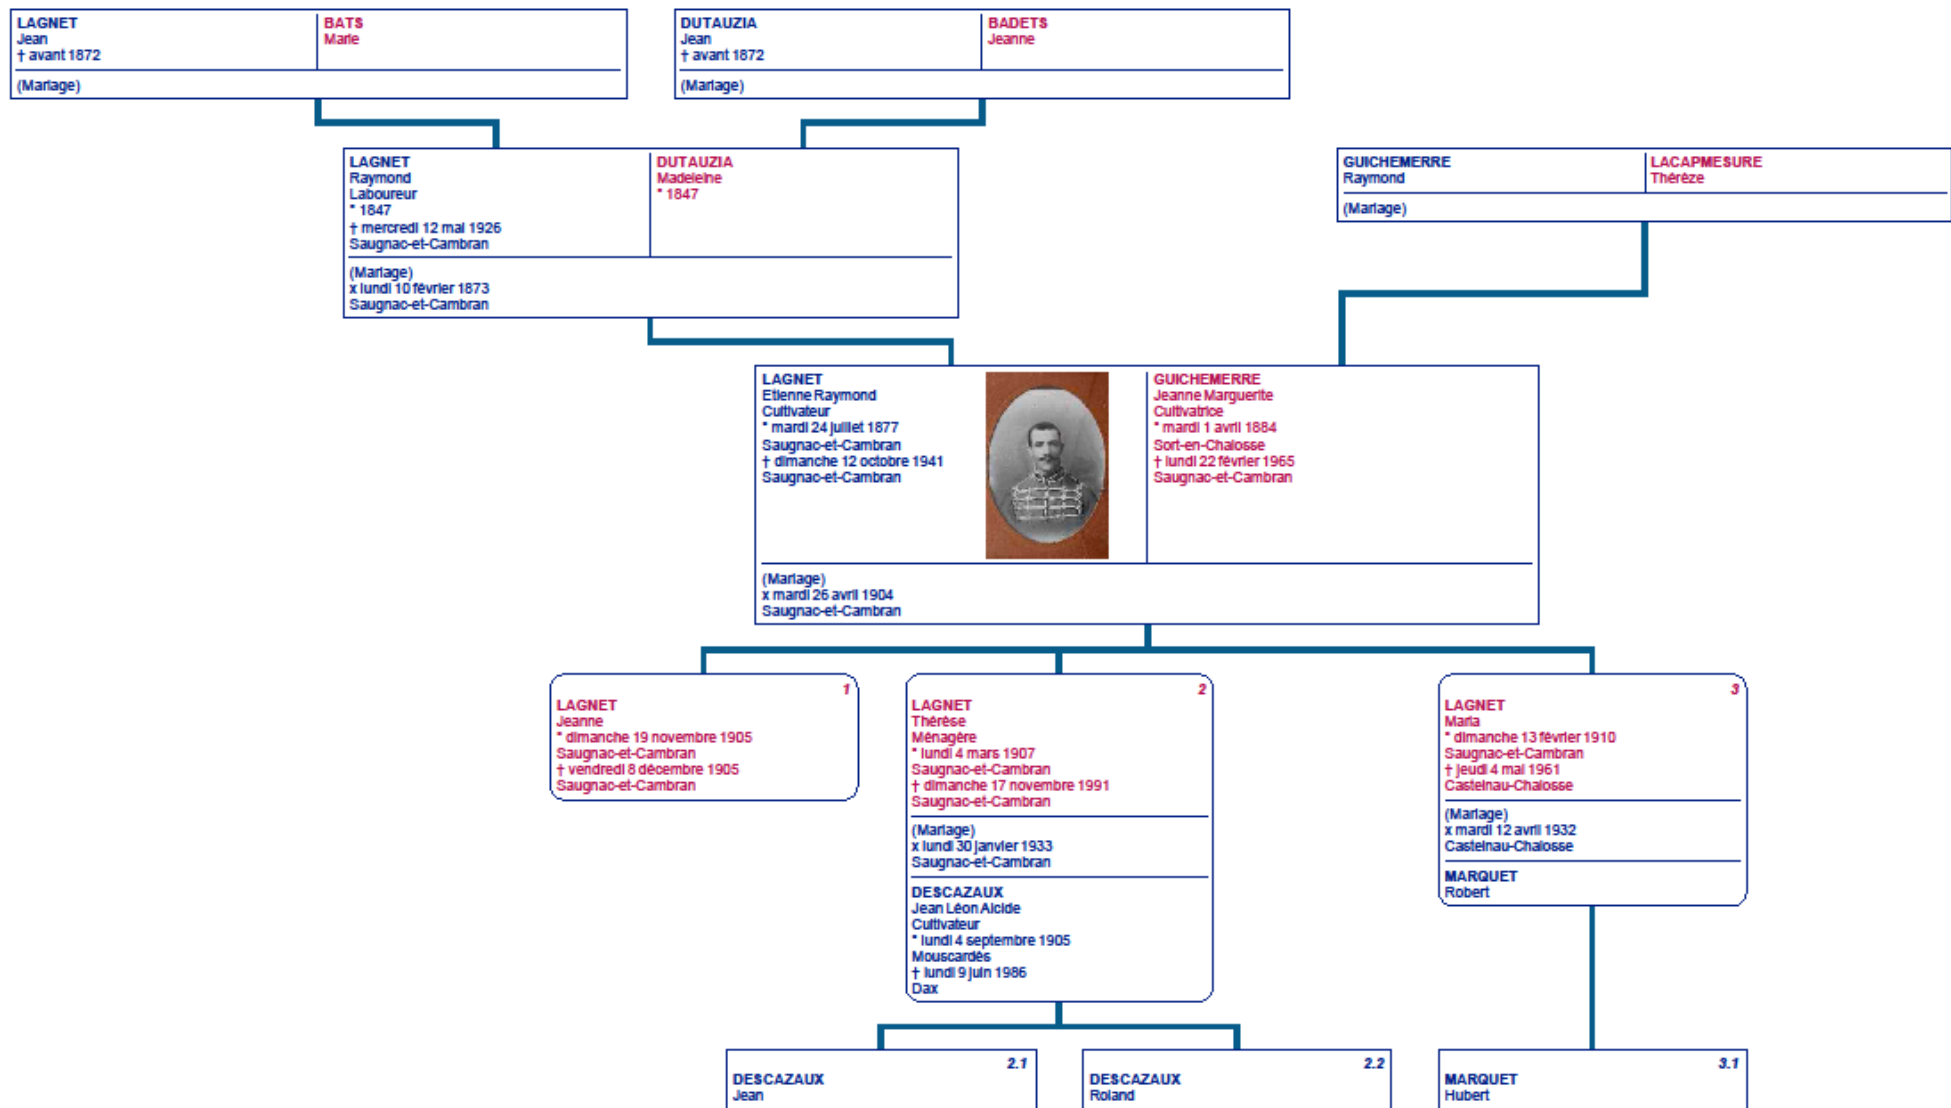 LAGNET
Jean
† avant 1872
BATS
Marie
(Mariage)
DUTAUZIA
Jean
† avant 1872
BADETS
Jeanne
(Mariage)
LAGNET
Raymond
Laboureur
° 1847
† mercredi 12 mai 1926
Saugnac-et-Cambran
DUTAUZIA
Madeleine
° 1847
(Mariage)
x lundi 10 février 1873
Saugnac-et-Cambran
GUICHEMERRE
Raymond
LACAPMESURE
Thérèze
(Mariage)
LAGNET
Etienne Raymond
Cultivateur
° mardi 24 juillet 1877
Saugnac-et-Cambran
† dimanche 12 octobre 1941
Saugnac-et-Cambran
GUICHEMERRE
Jeanne Marguerite
Cultivatrice
° mardi 1 avril 1884
Sort-en-Chalosse
† lundi 22 février 1965
Saugnac-et-Cambran
(Mariage)
x mardi 26 avril 1904
Saugnac-et-Cambran
1
LAGNET
Jeanne
° dimanche 19 novembre 1905
Saugnac-et-Cambran
† vendredi 8 décembre 1905
Saugnac-et-Cambran
2
LAGNET
Thérèse
Ménagère
° lundi 4 mars 1907
Saugnac-et-Cambran
† dimanche 17 novembre 1991
Saugnac-et-Cambran
(Mariage)
x lundi 30 janvier 1933
Saugnac-et-Cambran
DESCAZAUX
Jean Léon Alcide
Cultivateur
° lundi 4 septembre 1905
Mouscardès
† lundi 9 juin 1986
Dax
3
LAGNET
Maria
° dimanche 13 février 1910
Saugnac-et-Cambran
† jeudi 4 mai 1961
Castelnau-Chalosse
(Mariage)
x mardi 12 avril 1932
Castelnau-Chalosse
MARQUET
Robert
2.1
DESCAZAUX
Jean
2.2
DESCAZAUX
Roland
3.1
MARQUET
Hubert